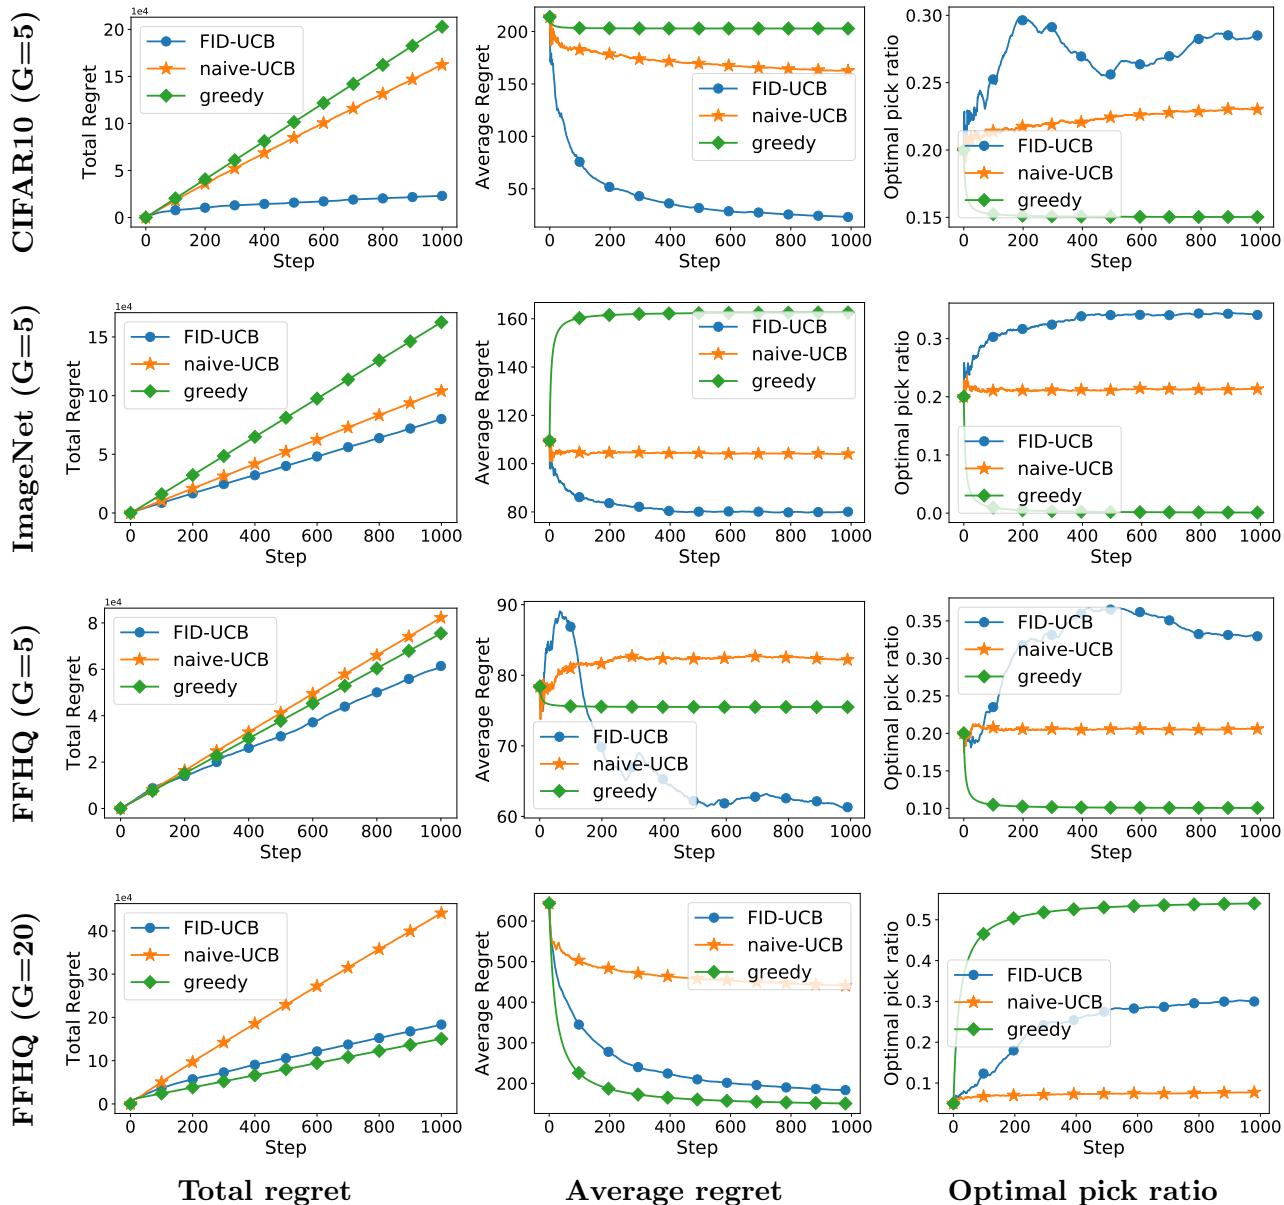 CIFAR10 (G=5)
1e4
Total Regret
20
15
10
5
0
FID-UCB
naive-UCB
greedy
0 200 400 600 800 1000
Step
Average Regret
200
150
100
50
FID-UCB
naive-UCB
greedy
0 200 400 600 800 1000
Step
Optimal pick ratio
0.30
0.25
0.20
0.15
FID-UCB
naive-UCB
greedy
0 200 400 600 800 1000
Step
ImageNet (G=5)
1e4
Total Regret
15
10
5
0
FID-UCB
naive-UCB
greedy
0 200 400 600 800 1000
Step
Average Regret
160
140
120
100
80
FID-UCB
naive-UCB
greedy
0 200 400 600 800 1000
Step
Optimal pick ratio
0.3
0.2
0.1
0.0
FID-UCB
naive-UCB
greedy
0 200 400 600 800 1000
Step
FFHQ (G=5)
1e4
Total Regret
8
6
4
2
0
FID-UCB
naive-UCB
greedy
0 200 400 600 800 1000
Step
Average Regret
90
80
70
60
FID-UCB
naive-UCB
greedy
0 200 400 600 800 1000
Step
Optimal pick ratio
0.35
0.30
0.25
0.20
0.15
0.10
FID-UCB
naive-UCB
greedy
0 200 400 600 800 1000
Step
FFHQ (G=20)
1e4
Total Regret
40
30
20
10
0
FID-UCB
naive-UCB
greedy
0 200 400 600 800 1000
Step
Average Regret
600
500
400
300
200
FID-UCB
naive-UCB
greedy
0 200 400 600 800 1000
Step
Optimal pick ratio
0.5
0.4
0.3
0.2
0.1
FID-UCB
naive-UCB
greedy
0 200 400 600 800 1000
Step
Total regret
Average regret
Optimal pick ratio